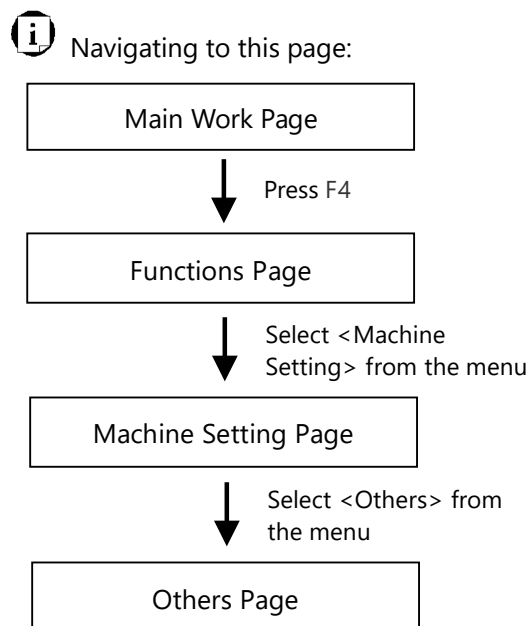 i
Navigating to this page:
Main Work Page
Press F4
Functions Page
Select <Machine
Setting> from the menu
Machine Setting Page
Select <Others> from
the menu
Others Page